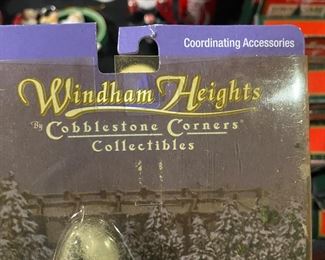 Coordinating Accessories
Windham Heights
By Cobblestone Corners®
Collectibles